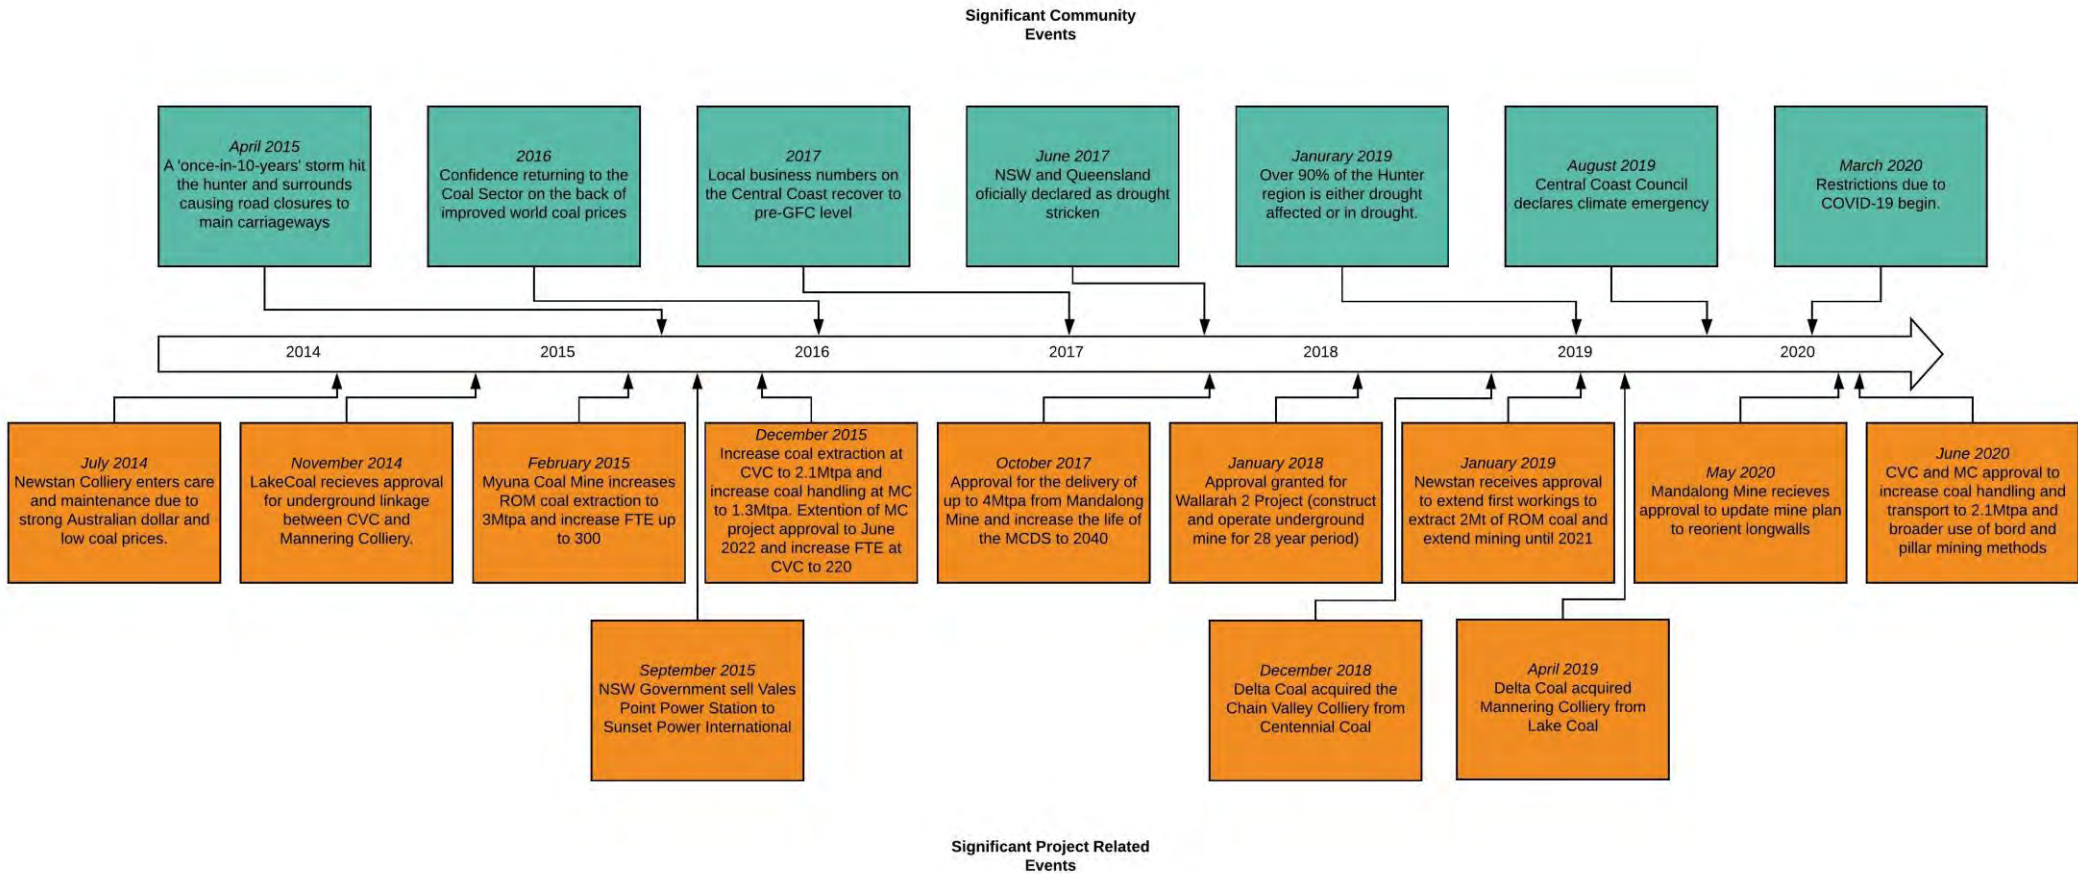 Significant Community
Events
April 2015
A 'once-in-10-years' storm hit
the hunter and surrounds
causing road closures to
main carriageways
2016
Confidence returning to the
Coal Sector on the back of
improved world coal prices
2017
Local business numbers on
the Central Coast recover to
pre-GFC level
June 2017
NSW and Queensland
oficially declared as drought
stricken
Janurary 2019
Over 90% of the Hunter
region is either drought
affected or in drought.
August 2019
Central Coast Council
declares climate emergency
March 2020
Restrictions due to
COVID-19 begin.
2014
2015
2016
2017
2018
2019
2020
July 2014
Newstan Colliery enters care
and maintenance due to
strong Australian dollar and
low coal prices.
November 2014
LakeCoal recieves approval
for underground linkage
between CVC and
Mannering Colliery.
February 2015
Myuna Coal Mine increases
ROM coal extraction to
3Mtpa and increase FTE up
to 300
December 2015
Increase coal extraction at
CVC to 2.1Mtpa and
increase coal handling at MC
to 1.3Mtpa. Extention of MC
project approval to June
2022 and increase FTE at
CVC to 220
October 2017
Approval for the delivery of
up to 4Mtpa from Mandalong
Mine and increase the life of
the MCDS to 2040
January 2018
Approval granted for
Wallarah 2 Project (construct
and operate underground
mine for 28 year period)
January 2019
Newstan receives approval
to extend first workings to
extract 2Mt of ROM coal and
extend mining until 2021
May 2020
Mandalong Mine recieves
approval to update mine plan
to reorient longwalls
June 2020
CVC and MC approval to
increase coal handling and
transport to 2.1Mtpa and
broader use of bord and
pillar mining methods
September 2015
NSW Government sell Vales
Point Power Station to
Sunset Power International
December 2018
Delta Coal acquired the
Chain Valley Colliery from
Centennial Coal
April 2019
Delta Coal acquired
Mannering Colliery from
Lake Coal
Significant Project Related
Events